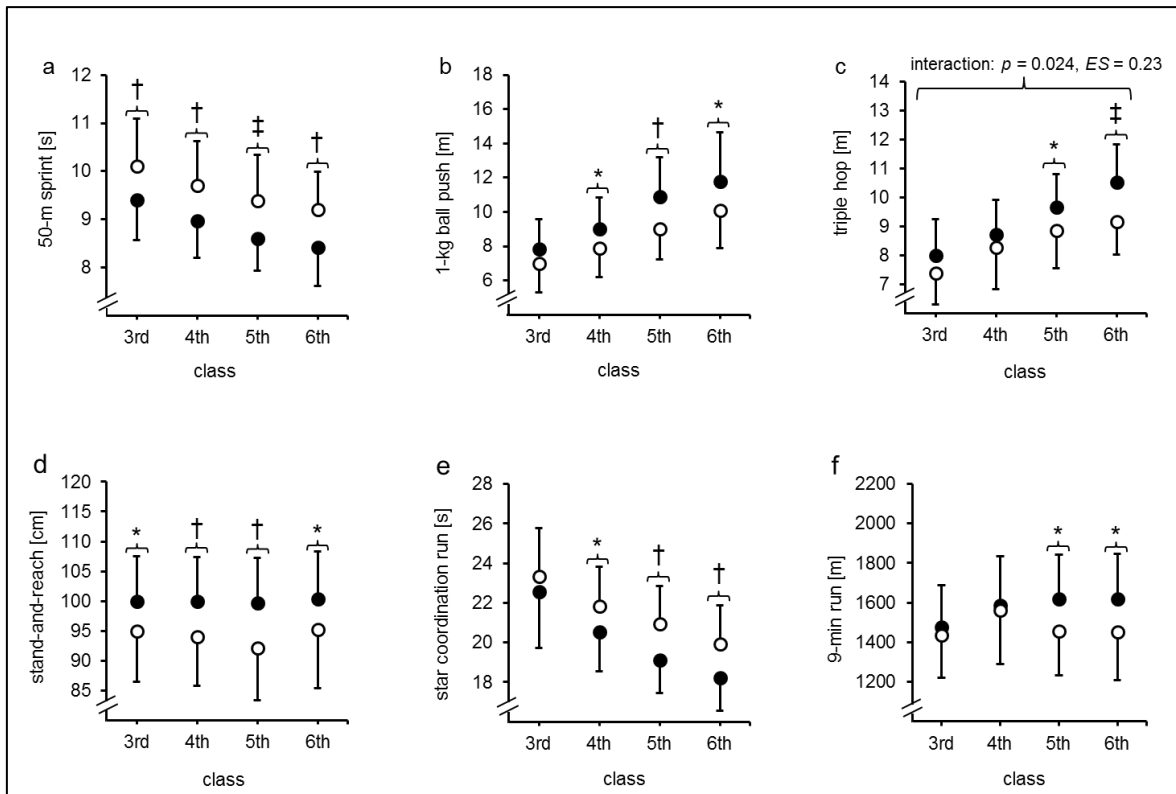 a
†
†
‡
†
12
11
10
9
8
50-m sprint [s]
3rd 4th 5th 6th
class
b
*
†
*
18
16
14
12
10
8
6
1-kg ball push [m]
3rd 4th 5th 6th
class
c
interaction: p = 0.024, ES = 0.23
*
‡
14
13
12
11
10
9
8
7
triple hop [m]
3rd 4th 5th 6th
class
d
*
†
†
*
120
115
110
105
100
95
90
85
stand-and-reach [cm]
3rd 4th 5th 6th
class
e
*
†
†
28
26
24
22
20
18
star coordination run [s]
3rd 4th 5th 6th
class
f
*
*
2200
2000
1800
1600
1400
1200
9-min run [m]
3rd 4th 5th 6th
class